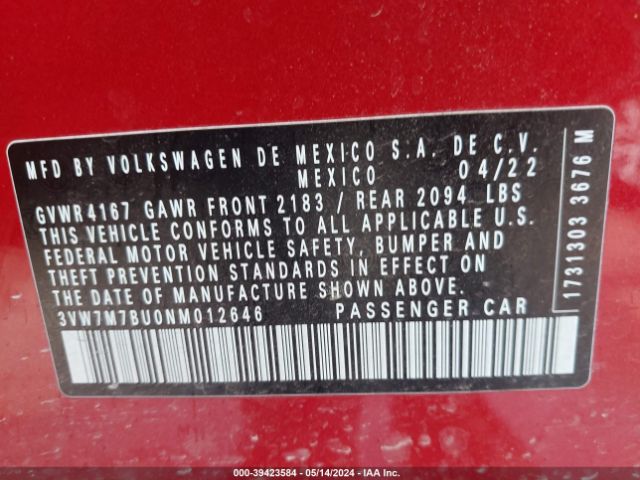 MFD BY VOLKSWAGEN DE MEXICO S.A. DE C.V.
MEXICO 04/22
GVWR4167 GAWR FRONT 2183 / REAR 2094 LBS
THIS VEHICLE CONFORMS TO ALL APPLICABLE U.S.
FEDERAL MOTOR VEHICLE SAFETY, BUMPER AND
THEFT PREVENTION STANDARDS IN EFFECT ON
THE DATE OF MANUFACTURE SHOWN ABOVE.
3VW7M7BU0NM012646 PASSENGER CAR
1731303 3676 M
000-39423584 - 05/14/2024 - IAA Inc.